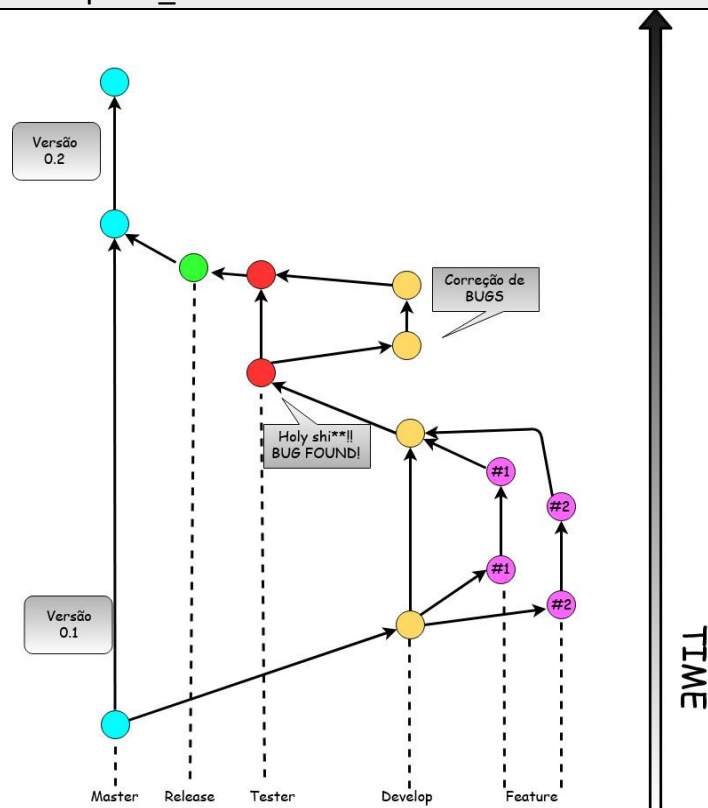 Versão
0.2
Correção de
BUGS
Holy shi**!!
BUG FOUND!
#1
#2
#1
#2
Versão
0.1
TIME
Master
Release
Tester
Develop
Feature